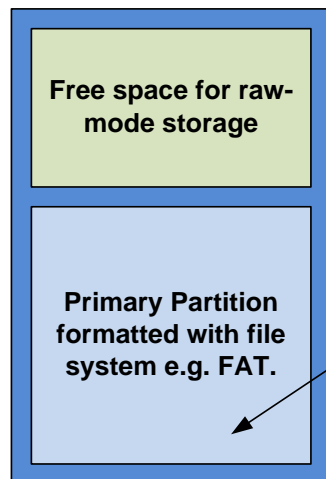 Free space for raw-
mode storage
Primary Partition
formatted with file
system e.g. FAT.